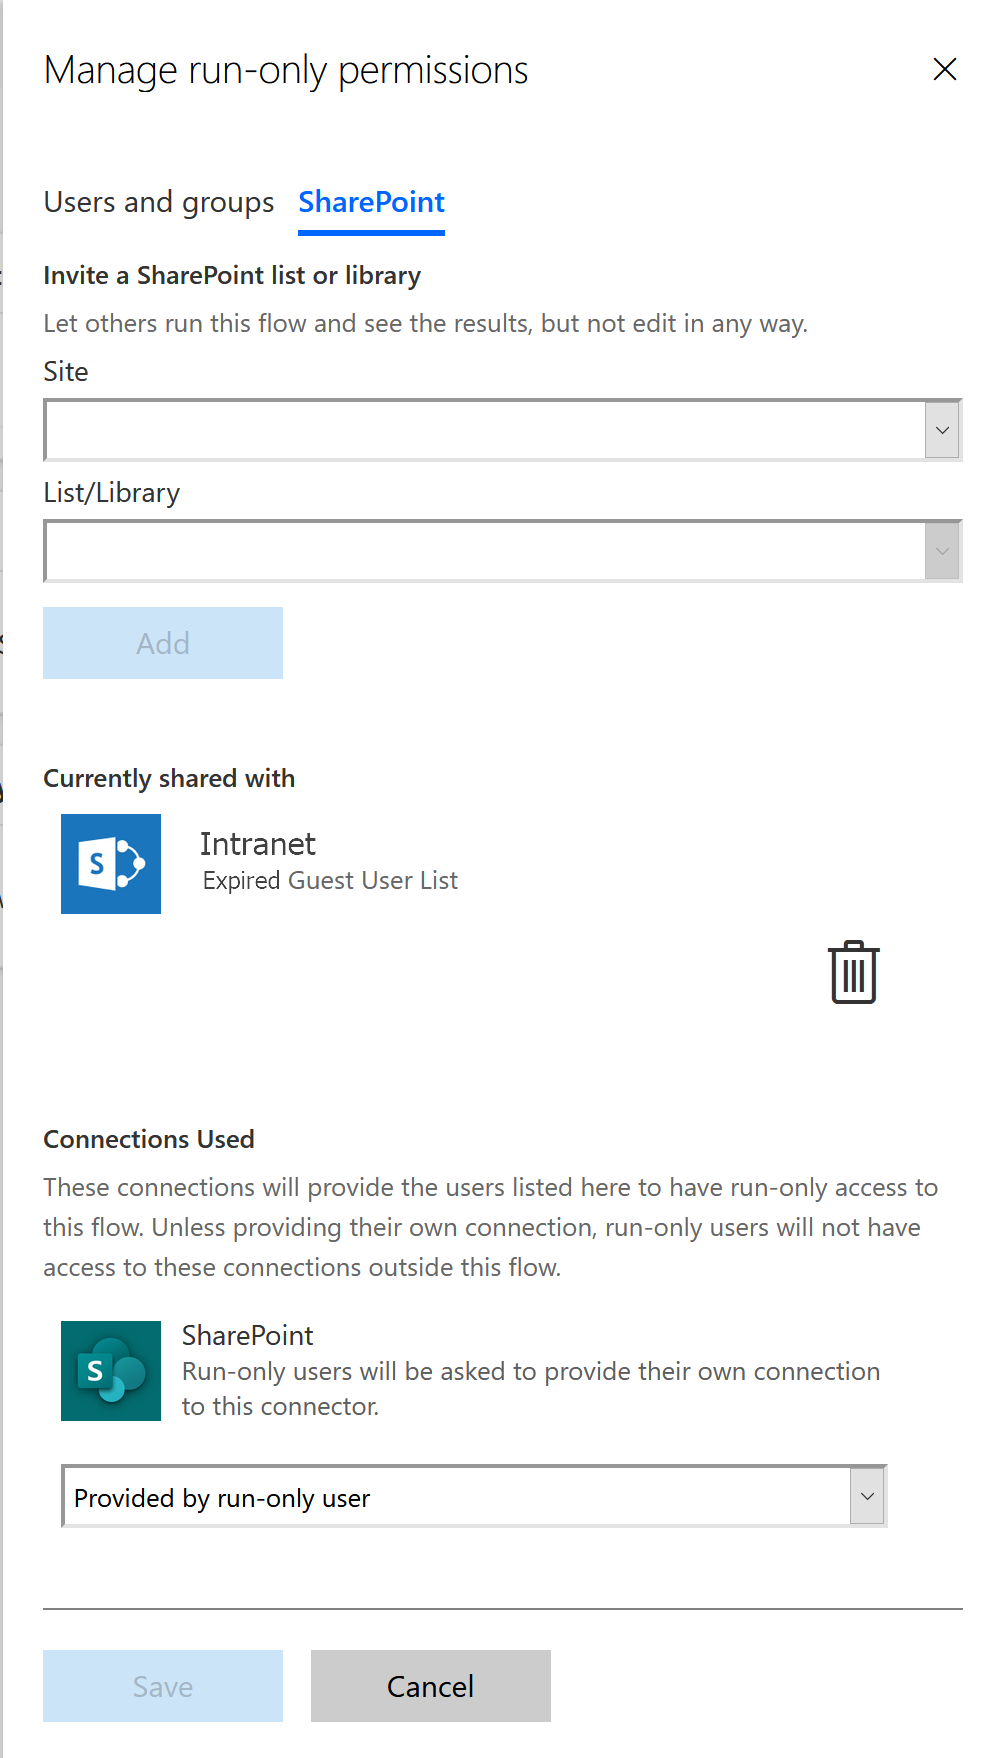 Manage run-only permissions
Users and groups SharePoint
Invite a SharePoint list or library
Let others run this flow and see the results, but not edit in any way.
Site
List/Library
Add
Currently shared with
S
Intranet
Expired Guest User List
Connections Used
These connections will provide the users listed here to have run-only access to
this flow. Unless providing their own connection, run-only users will not have
access to these connections outside this flow.
S
SharePoint
Run-only users will be asked to provide their own connection
to this connector.
Provided by run-only user
Save Cancel